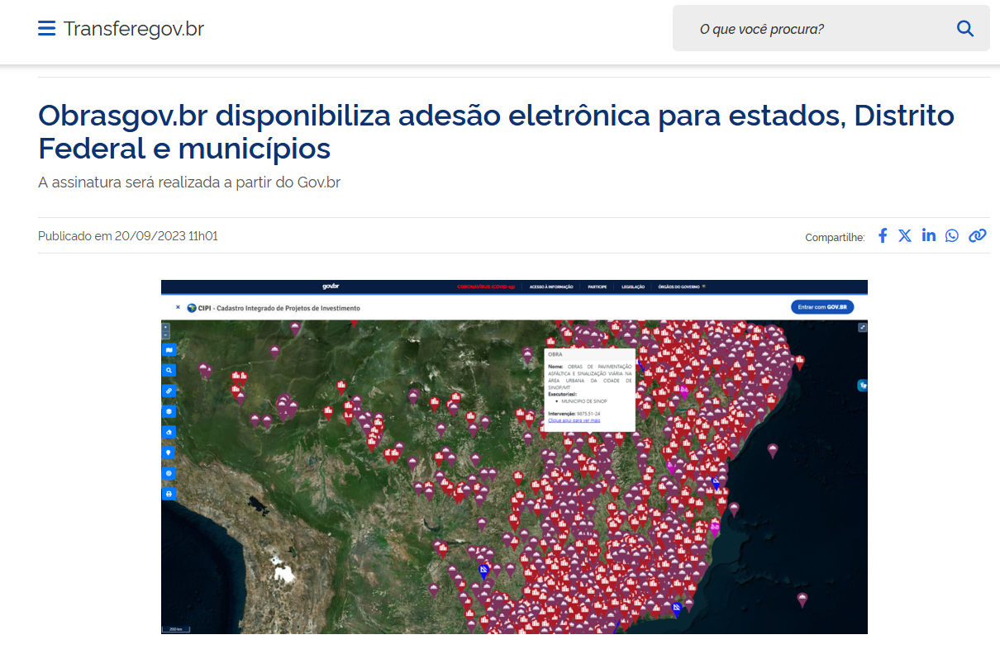 Transferegov.br
O que você procura?
Obrasgov.br disponibiliza adesão eletrônica para estados, Distrito
Federal e municípios
A assinatura será realizada a partir do Gov.br
Publicado em 20/09/2023 11h01
Compartilhe:
gov.br
CORONAVÍRUS (COVID-19)
ACESSO À INFORMAÇÃO
PARTICIPE
LEGISLAÇÃO
ÓRGÃOS DO GOVERNO
CIPI - Cadastro Integrado de Projetos de Investimento
Entrar com GOV.BR
OBRA
Nome: OBRAS DE PAVIMENTAÇÃO
ASFÁLTICA E SINALIZAÇÃO VIÁRIA NA
ÁREA URBANA DA CIDADE DE
SINOP/MT
Executor(es):
MUNICIPIO DE SINOP
Intervenção: 9875.51-24
Clique aqui para ver mais
200 km